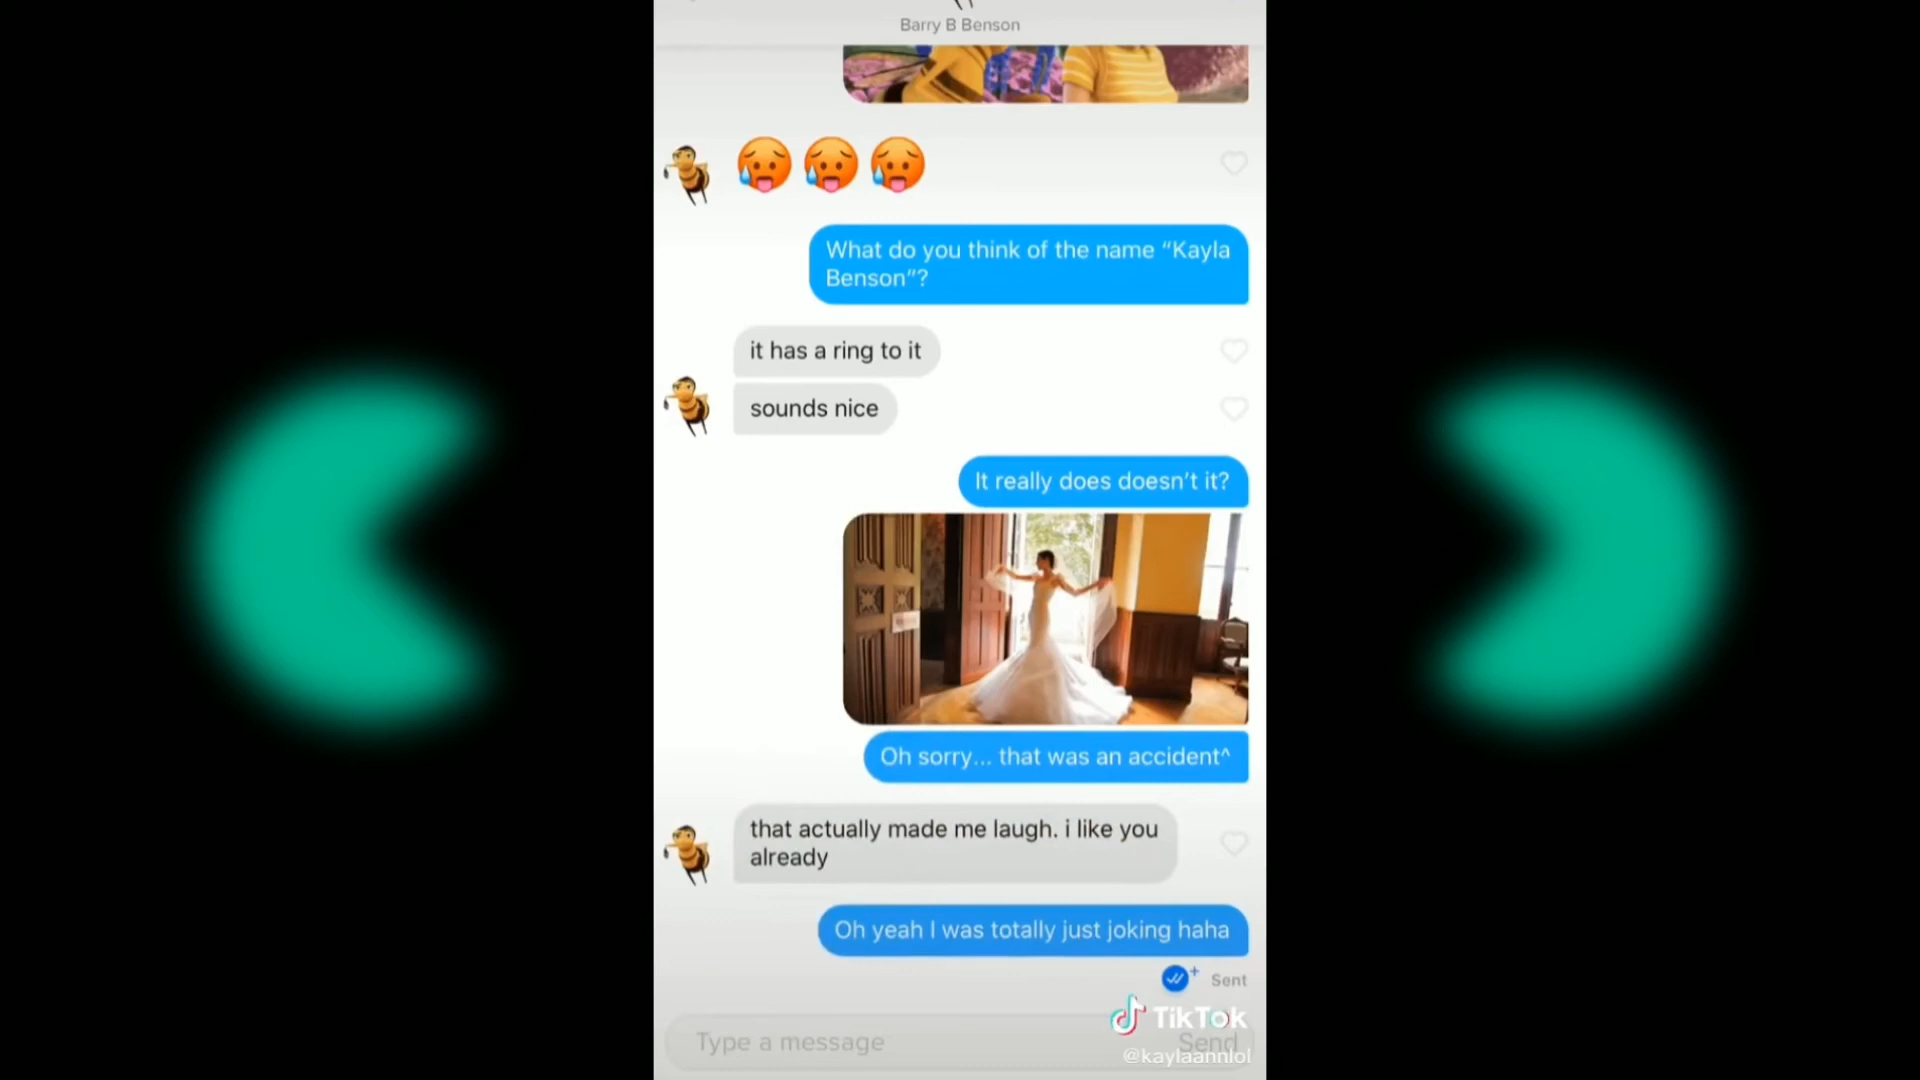 Barry B Benson
What do you think of the name “Kayla
Benson”?
it has a ring to it
sounds nice
It really does doesn’t it?
Oh sorry... that was an accident^
that actually made me laugh. i like you
already
Oh yeah I was totally just joking haha
Sent
TikTok
Type a message
Send
@kaylaannlol